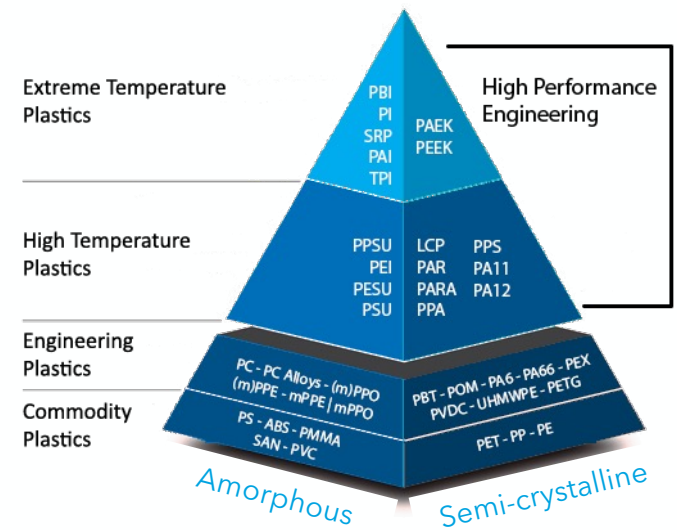 Extreme Temperature
Plastics
PBI
PI
SRP
PAI
TPI
PAEK
PEEK
High Performance
Engineering
High Temperature
Plastics
PPSU
PEI
PESU
PSU
LCP PPS
PAR PA11
PARA PA12
PPA
Engineering
Plastics
PC - PC Alloys - (m)PPO
(m)PPE - mPPE | mPPO
PBT - POM - PA6 - PA66 - PEX
PVDC - UHMWPE - PETG
Commodity
Plastics
PS - ABS - PMMA
SAN - PVC
PET - PP - PE
Amorphous
Semi-crystalline